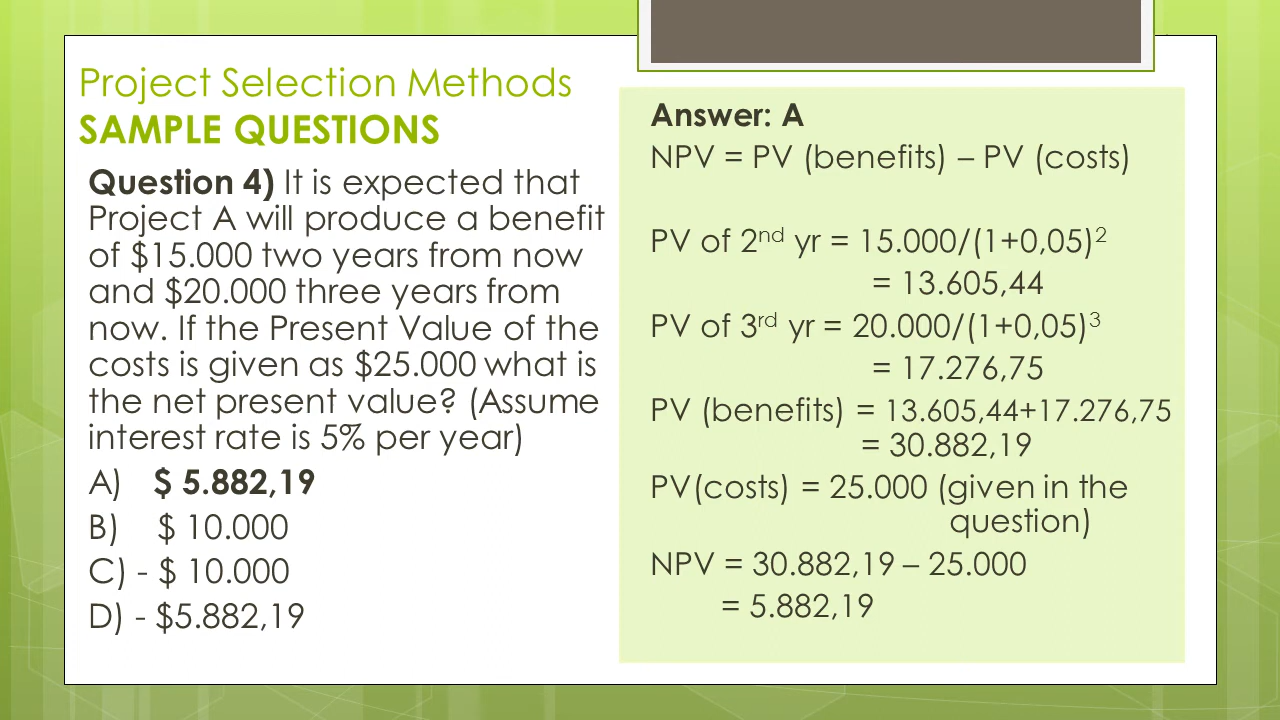 Project Selection Methods
SAMPLE QUESTIONS
Question 4) It is expected that
Project A will produce a benefit
of $15.000 two years from now
and $20.000 three years from
now. If the Present Value of the
costs is given as $25.000 what is
the net present value? (Assume
interest rate is 5% per year)
A) $ 5.882,19
B) $ 10.000
C) - $ 10.000
D) - $5.882,19
Answer: A
NPV = PV (benefits) – PV (costs)
PV of 2nd yr = 15.000/(1+0,05)2
= 13.605,44
PV of 3rd yr = 20.000/(1+0,05)3
= 17.276,75
PV (benefits) = 13.605,44+17.276,75
= 30.882,19
PV(costs) = 25.000 (given in the
question)
NPV = 30.882,19 – 25.000
= 5.882,19